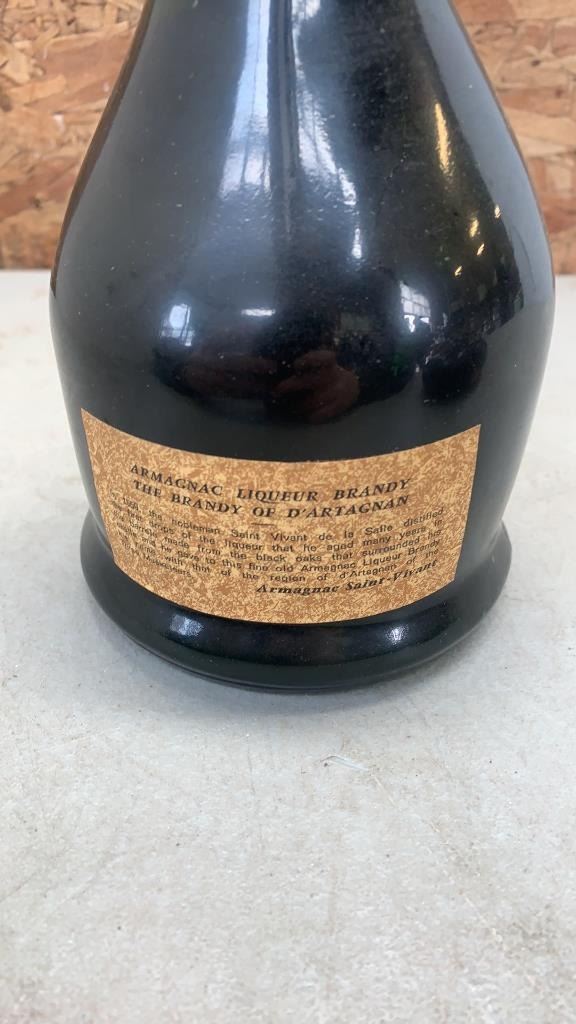 ARMAGNAC LIQUEUR BRANDY
THE BRANDY OF D'ARTAGNAN
the nobleman Saint Vivant de la Salle distilled
drops of the liqueur that he aged many years in
made from the black oaks that surrounded his
he gave to this fine old Armagnac Liqueur Brandy
with that of the region of d'Artagnan of the
Musketeers
Armagnac Saint-Vivant